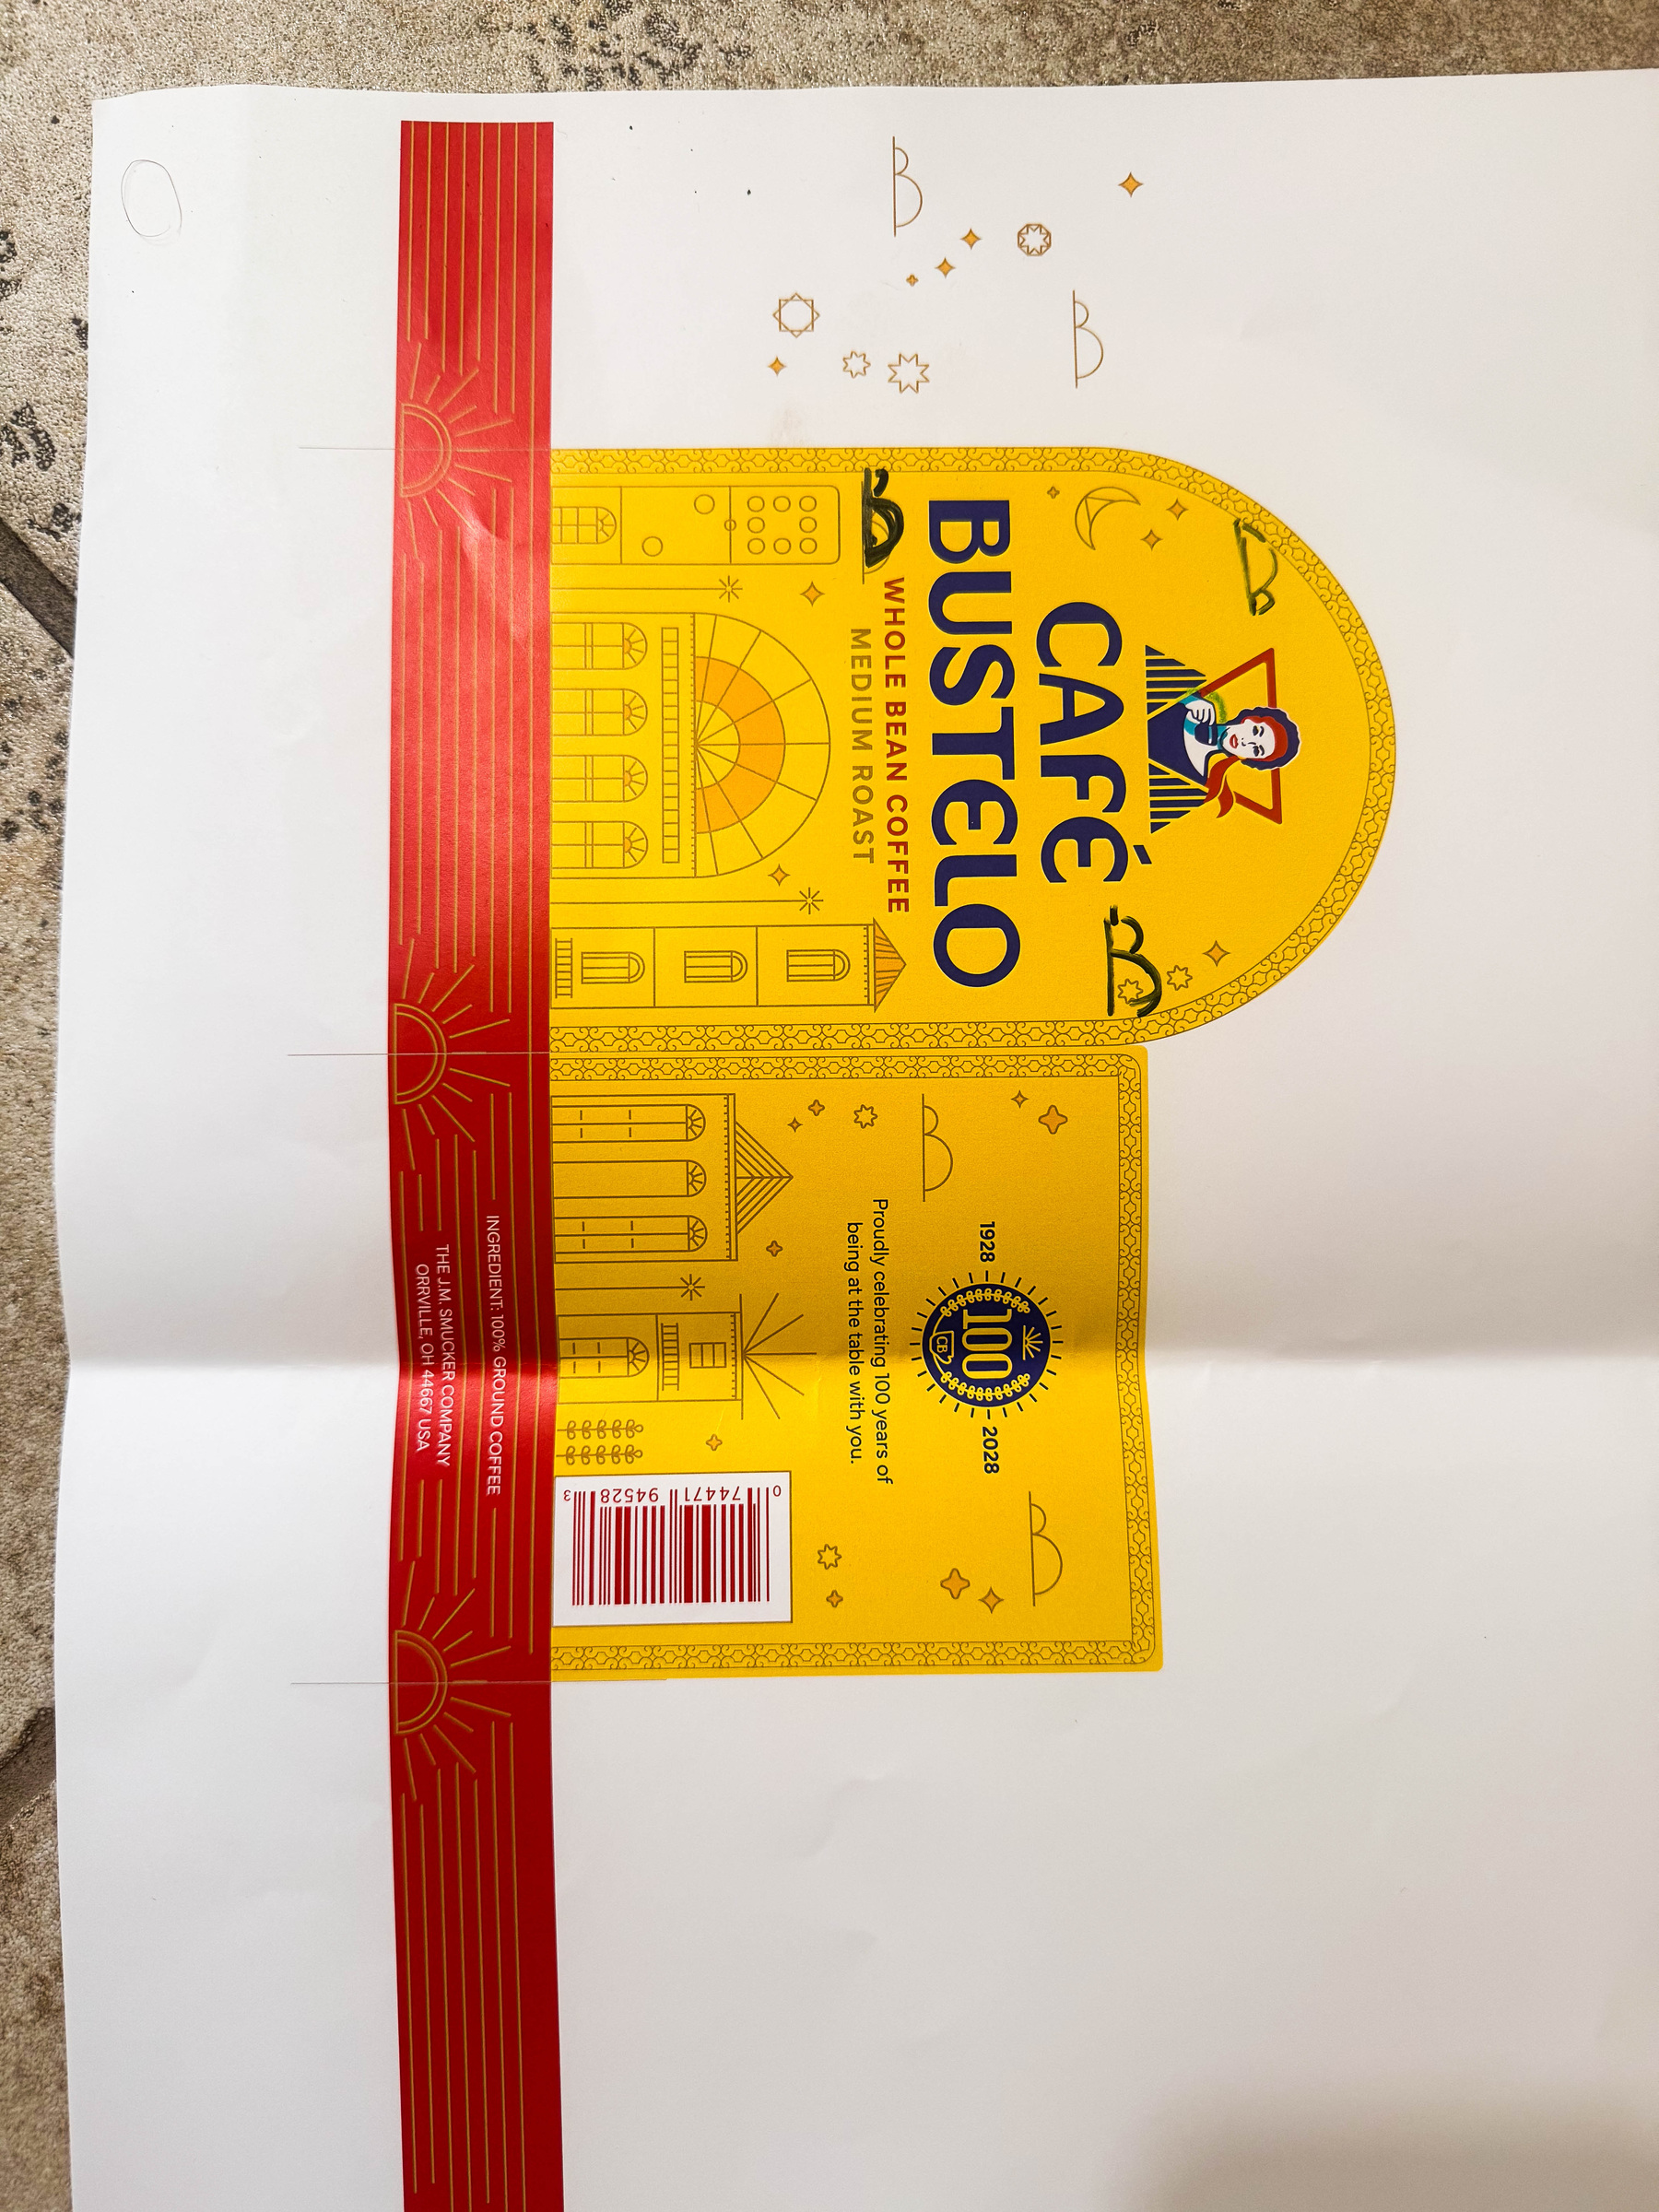 CAFÉ
BUSTELO
WHOLE BEAN COFFEE
MEDIUM ROAST
1928
100
CB
2028
Proudly celebrating 100 years of
being at the table with you.
0 74471 94528 3
INGREDIENT: 100% GROUND COFFEE
THE J.M. SMUCKER COMPANY
ORRVILLE, OH 44667 USA